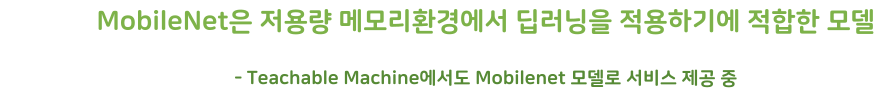 MobileNet은 저용량 메모리환경에서 딥러닝을 적용하기에 적합한 모델
- Teachable Machine에서도 Mobilenet 모델로 서비스 제공 중